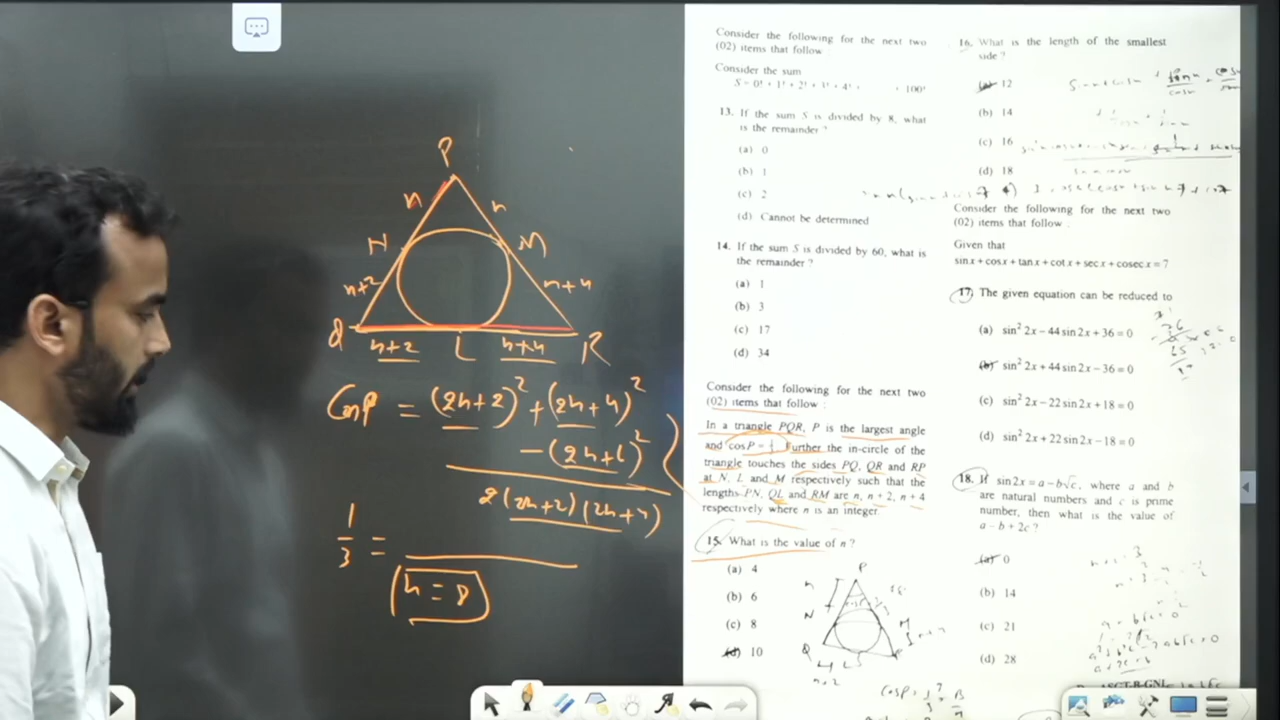 P
n
n
N
M
n+2
n+4
Q
n+2
L
n+4
R
CosP = (2n+2)² + (2n+4)²
- (2n+6)²
2(2n+2)(2n+4)
1/3 =
n = 8
Consider the following for the next two
(02) items that follow
Consider the sum
S = 0! + 1! + 2! + 3! + 4! + + 100!
13. If the sum S is divided by 8, what
is the remainder ?
(a) 0
(b) 1
(c) 2
(d) Cannot be determined
14. If the sum S is divided by 60, what is
the remainder ?
(a) 1
(b) 3
(c) 17
(d) 34
Consider the following for the next two
(02) items that follow :
In a triangle PQR, P is the largest angle
and cosP = 1/3. Further the in-circle of the
triangle touches the sides PQ, QR and RP
at N, L and M respectively such that the
lengths PN, QL and RM are n, n+2, n+4
respectively where n is an integer.
15. What is the value of n ?
(a) 4
(b) 6
(c) 8
(d) 10
P
n
N
M
Q
n+2
16. What is the length of the smallest
side ?
(a) 12
(b) 14
(c) 16
(d) 18
Consider the following for the next two
(02) items that follow :
Given that
sin x + cos x + tan x + cot x + sec x + cosec x = 7
17. The given equation can be reduced to
(a) sin² 2x - 44 sin 2x + 36 = 0
(b) sin² 2x + 44 sin 2x - 36 = 0
(c) sin² 2x - 22 sin 2x + 18 = 0
(d) sin² 2x + 22 sin 2x - 18 = 0
18. If sin 2x = a - b√c, where a and b
are natural numbers and c is prime
number, then what is the value of
a - b + 2c ?
(a) 0
(b) 14
(c) 21
(d) 28